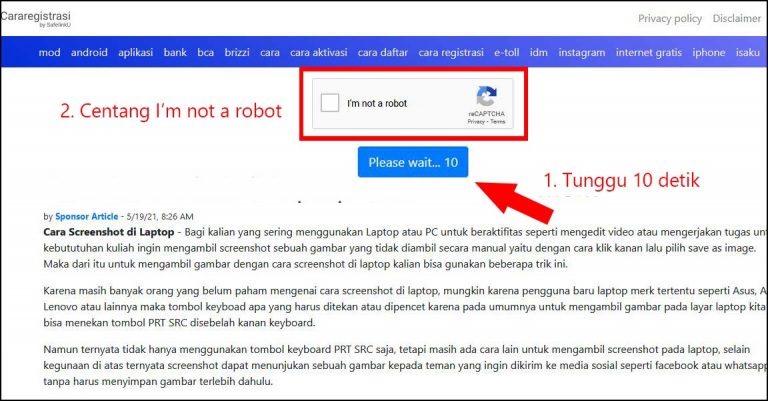 Cararegistrasi
by SafelinkU
Privacy policy Disclaimer
mod android aplikasi bank bca brizzi cara cara aktivasi cara daftar cara registrasi e-toll idm instagram internet gratis iphone isaku
2. Centang I'm not a robot
I'm not a robot
reCAPTCHA
Privacy - Terms
Please wait... 10
1. Tunggu 10 detik
by Sponsor Article - 5/19/21, 8:26 AM
Cara Screenshot di Laptop - Bagi kalian yang sering menggunakan Laptop atau PC untuk beraktifitas seperti mengedit video atau mengerjakan tugas un
kebututuhan kuliah ingin mengambil screenshot sebuah gambar yang tidak diambil secara manual yaitu dengan cara klik kanan lalu pilih save as image.
Maka dari itu untuk mengambil gambar dengan cara screenshot di laptop kalian bisa gunakan beberapa trik ini.
Karena masih banyak orang yang belum paham mengenai cara screenshot di laptop, mungkin karena pengguna baru laptop merk tertentu seperti Asus, A
Lenovo atau lainnya maka tombol keyboad apa yang harus ditekan atau dipencet karena pada umumnya untuk mengambil gambar pada layar laptop kita
bisa menekan tombol PRT SRC disebelah kanan keyboard.
Namun ternyata tidak hanya menggunakan tombol keyboard PRT SRC saja, tetapi masih ada cara lain untuk mengambil screenshot pada laptop, selain
kegunaan di atas ternyata screenshot dapat menunjukan sebuah gambar kepada teman yang ingin dikirim ke media sosial seperti facebook atau whatsapp
tanpa harus menyimpan gambar terlebih dahulu.